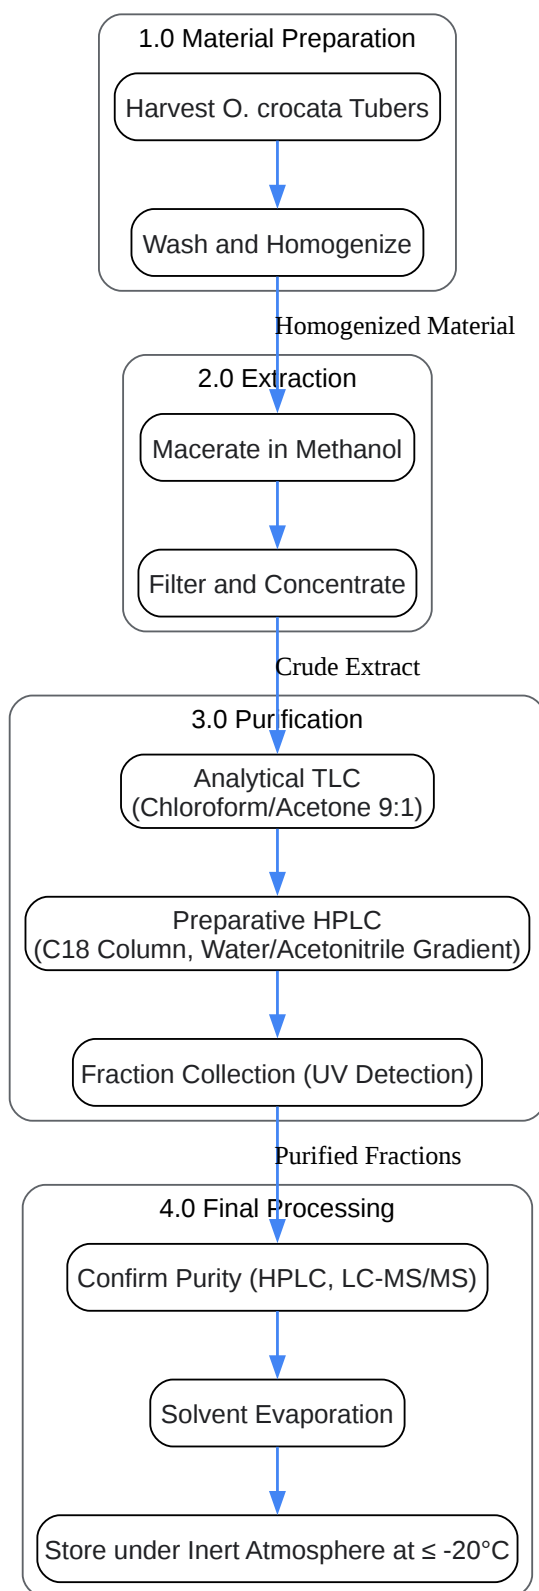 1.0 Material Preparation
Harvest O. crocata Tubers
Wash and Homogenize
Homogenized Material
2.0 Extraction
Macerate in Methanol
Filter and Concentrate
Crude Extract
3.0 Purification
Analytical TLC
(Chloroform/Acetone 9:1)
Preparative HPLC
(C18 Column, Water/Acetonitrile Gradient)
Fraction Collection (UV Detection)
Purified Fractions
4.0 Final Processing
Confirm Purity (HPLC, LC-MS/MS)
Solvent Evaporation
Store under Inert Atmosphere at ≤ -20°C